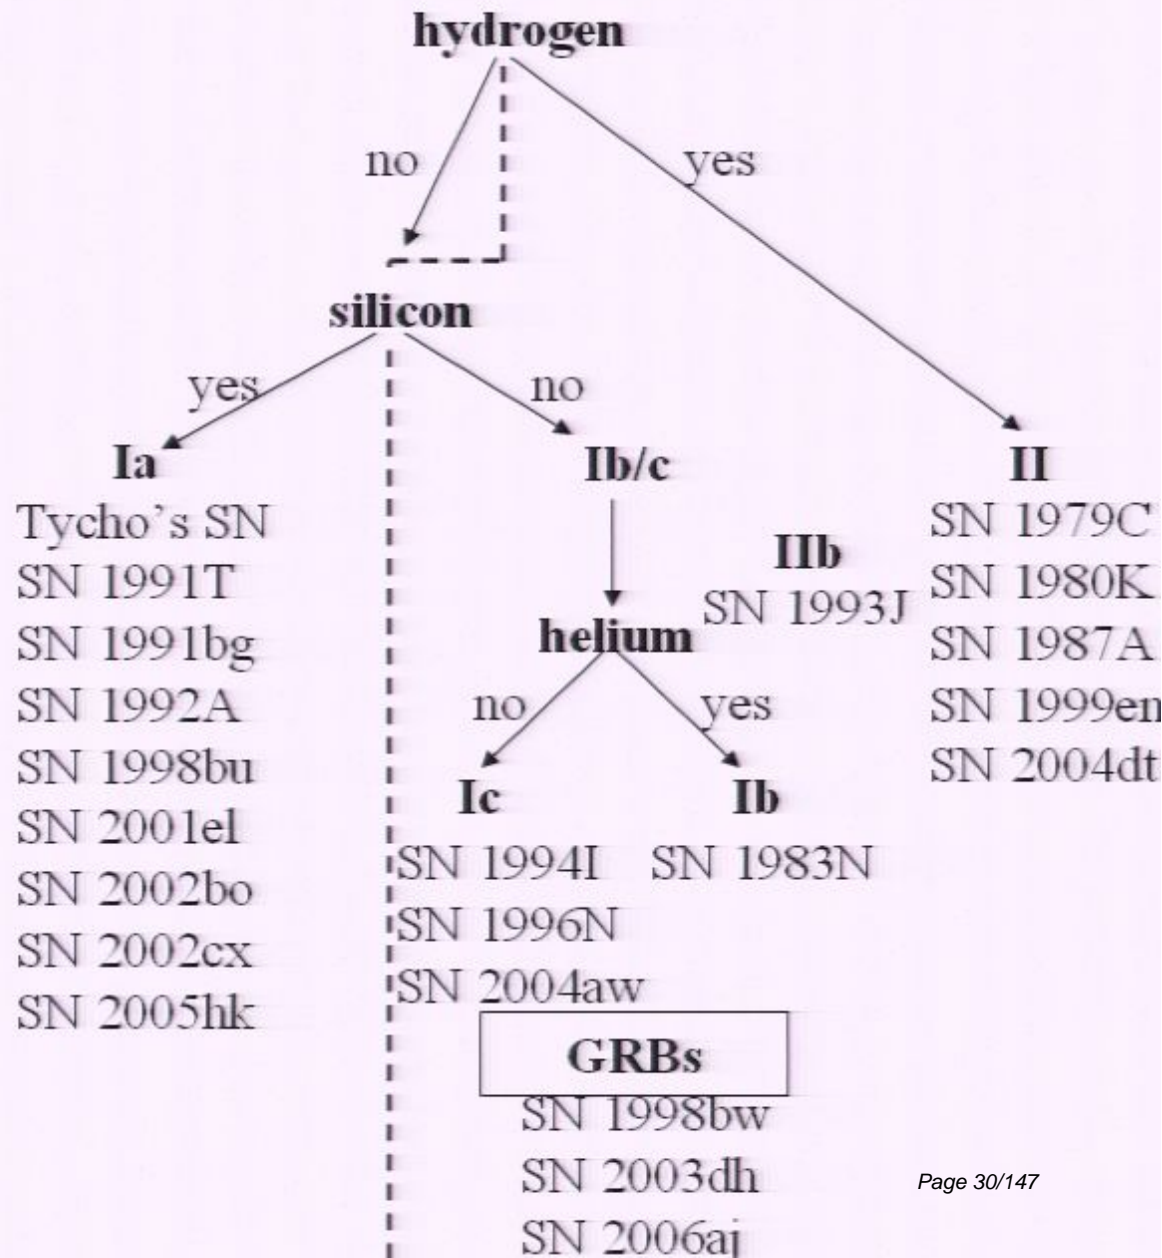 hydrogen
no
yes
silicon
yes
no
Ia
Tycho's SN
SN 1991T
SN 1991bg
SN 1992A
SN 1998bu
SN 2001el
SN 2002bo
SN 2002cx
SN 2005hk
Ib/c
IIb
SN 1993J
helium
no
yes
Ic
SN 1994I
SN 1996N
SN 2004aw
Ib
SN 1983N
GRBs
SN 1998bw
SN 2003dh
SN 2006aj
II
SN 1979C
SN 1980K
SN 1987A
SN 1999em
SN 2004dt
Page 30/147